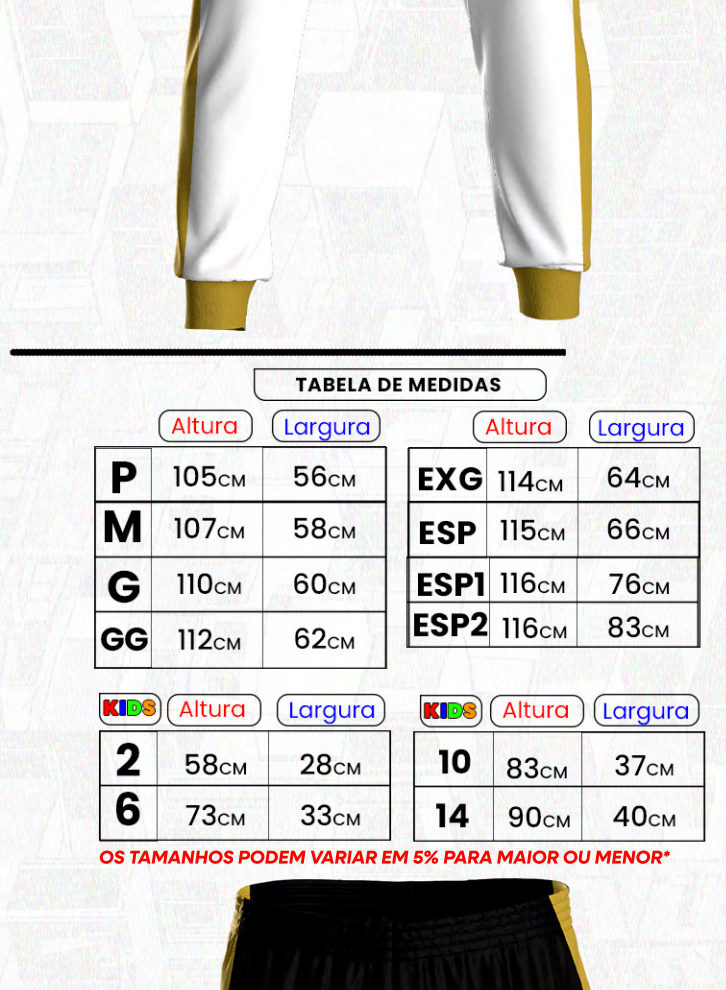 TABELA DE MEDIDAS
Altura Largura
P 105CM 56CM
M 107CM 58CM
G 110CM 60CM
GG 112CM 62CM
Altura Largura
EXG 114CM 64CM
ESP 115CM 66CM
ESP1 116CM 76CM
ESP2 116CM 83CM
KIDS Altura Largura
2 58CM 28CM
6 73CM 33CM
KIDS Altura Largura
10 83CM 37CM
14 90CM 40CM
OS TAMANHOS PODEM VARIAR EM 5% PARA MAIOR OU MENOR*